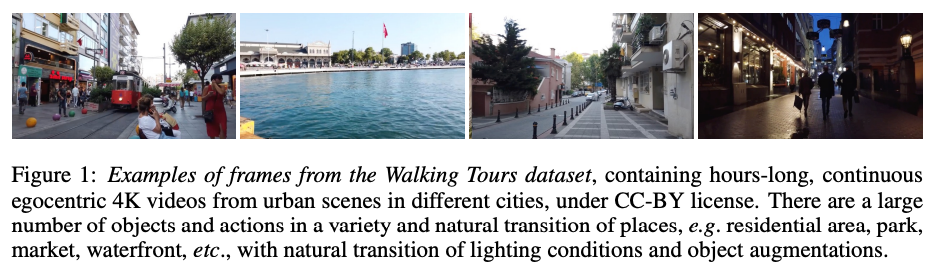 Figure 1: Examples of frames from the Walking Tours dataset, containing hours-long, continuous
egocentric 4K videos from urban scenes in different cities, under CC-BY license. There are a large
number of objects and actions in a variety and natural transition of places, e.g. residential area, park,
market, waterfront, etc., with natural transition of lighting conditions and object augmentations.